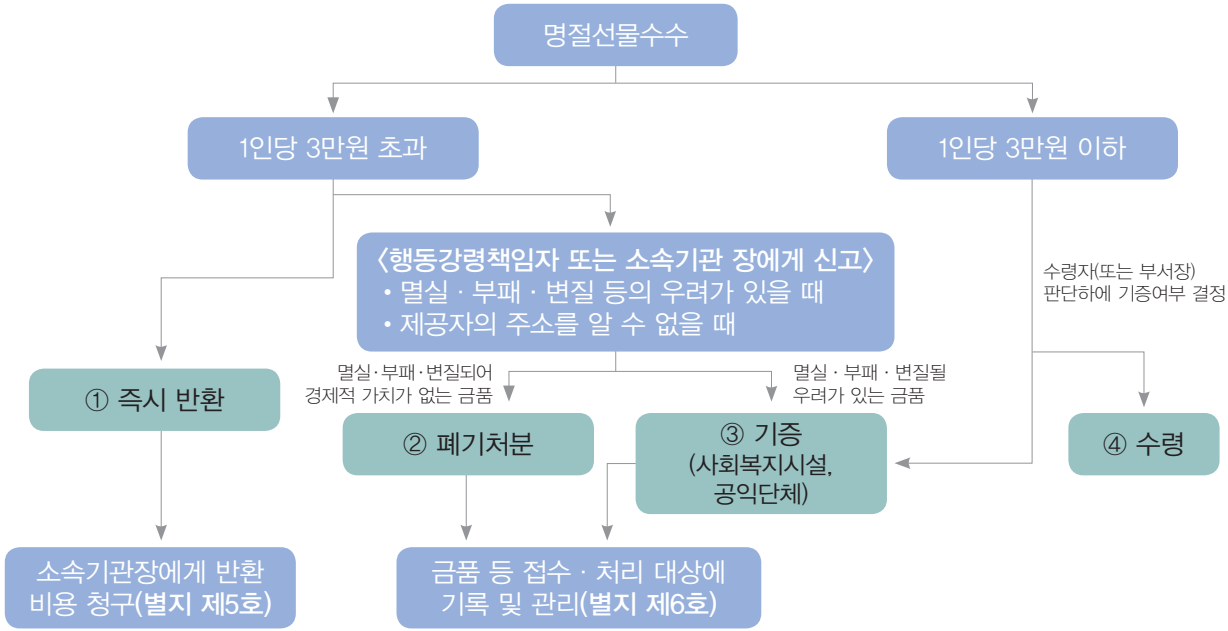 명절선물수수
1인당 3만원 초과
1인당 3만원 이하
〈행동강령책임자 또는 소속기관 장에게 신고〉
• 멸실 · 부패 · 변질 등의 우려가 있을 때
• 제공자의 주소를 알 수 없을 때
수령자(또는 부서장)
판단하에 기증여부 결정
멸실·부패·변질되어
경제적 가치가 없는 금품
멸실 · 부패 · 변질될
우려가 있는 금품
① 즉시 반환
② 폐기처분
③ 기증
(사회복지시설,
공익단체)
④ 수령
소속기관장에게 반환
비용 청구(별지 제5호)
금품 등 접수 · 처리 대상에
기록 및 관리(별지 제6호)